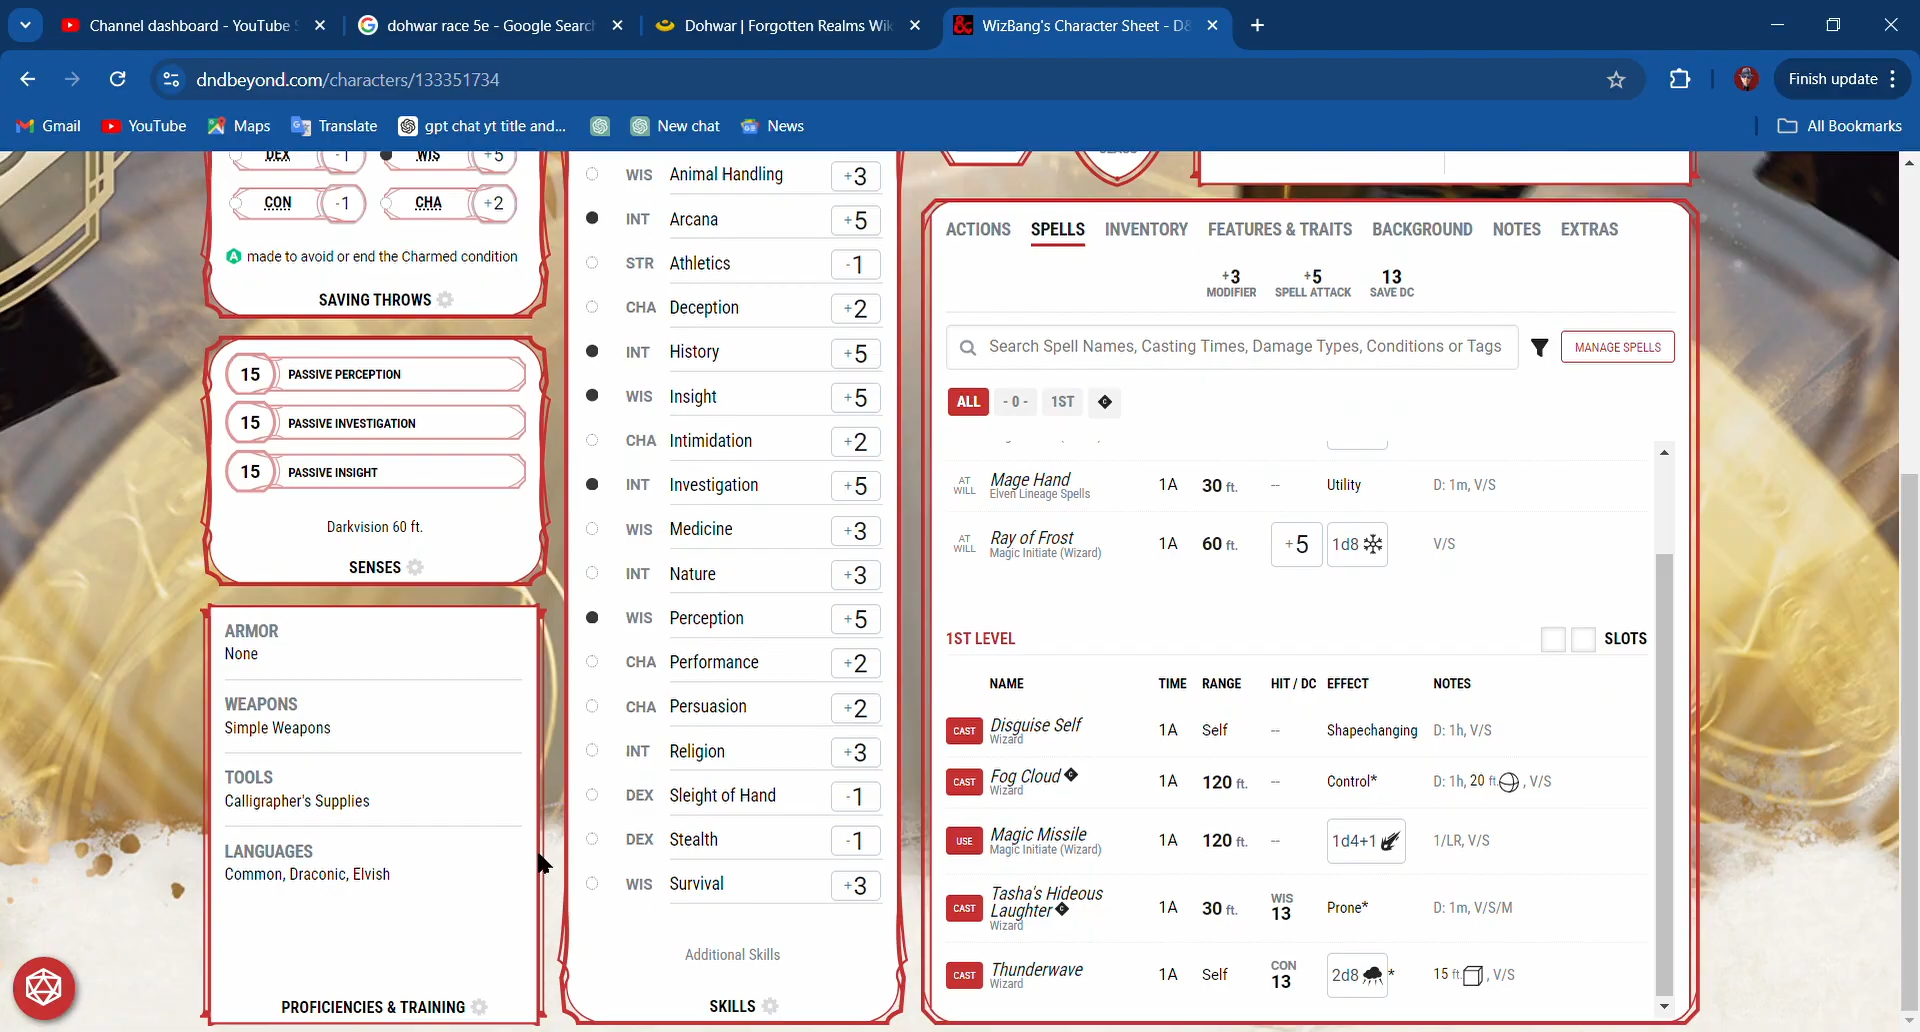 Channel dashboard - YouTube S
dohwar race 5e - Google Search
Dohwar | Forgotten Realms Wik
WizBang's Character Sheet - D&
dndbeyond.com/characters/133351734
Finish update
Gmail
YouTube
Maps
Translate
gpt chat yt title and...
New chat
News
All Bookmarks
DEX -1 WIS +5
CON -1 CHA +2
made to avoid or end the Charmed condition
SAVING THROWS
15 PASSIVE PERCEPTION
15 PASSIVE INVESTIGATION
15 PASSIVE INSIGHT
Darkvision 60 ft.
SENSES
ARMOR
None
WEAPONS
Simple Weapons
TOOLS
Calligrapher's Supplies
LANGUAGES
Common, Draconic, Elvish
PROFICIENCIES & TRAINING
WIS Animal Handling +3
INT Arcana +5
STR Athletics -1
CHA Deception +2
INT History +5
WIS Insight +5
CHA Intimidation +2
INT Investigation +5
WIS Medicine +3
INT Nature +3
WIS Perception +5
CHA Performance +2
CHA Persuasion +2
INT Religion +3
DEX Sleight of Hand -1
DEX Stealth -1
WIS Survival +3
Additional Skills
SKILLS
ACTIONS SPELLS INVENTORY FEATURES & TRAITS BACKGROUND NOTES EXTRAS
+3 +5 13
MODIFIER SPELL ATTACK SAVE DC
Search Spell Names, Casting Times, Damage Types, Conditions or Tags
MANAGE SPELLS
ALL - 0 - 1ST C
AT WILL Mage Hand 1A 30 ft. -- Utility D: 1m, V/S
Elven Lineage Spells
AT WILL Ray of Frost 1A 60 ft. +5 1d8 V/S
Magic Initiate (Wizard)
1ST LEVEL SLOTS
NAME TIME RANGE HIT / DC EFFECT NOTES
CAST Disguise Self 1A Self -- Shapechanging D: 1h, V/S
Wizard
CAST Fog Cloud C 1A 120 ft. -- Control* D: 1h, 20 ft. , V/S
Wizard
USE Magic Missile 1A 120 ft. -- 1d4+1 1/LR, V/S
Magic Initiate (Wizard)
CAST Tasha's Hideous
Laughter C 1A 30 ft. WIS 13 Prone* D: 1m, V/S/M
Wizard
CAST Thunderwave 1A Self CON 13 2d8 * 15 ft. , V/S
Wizard